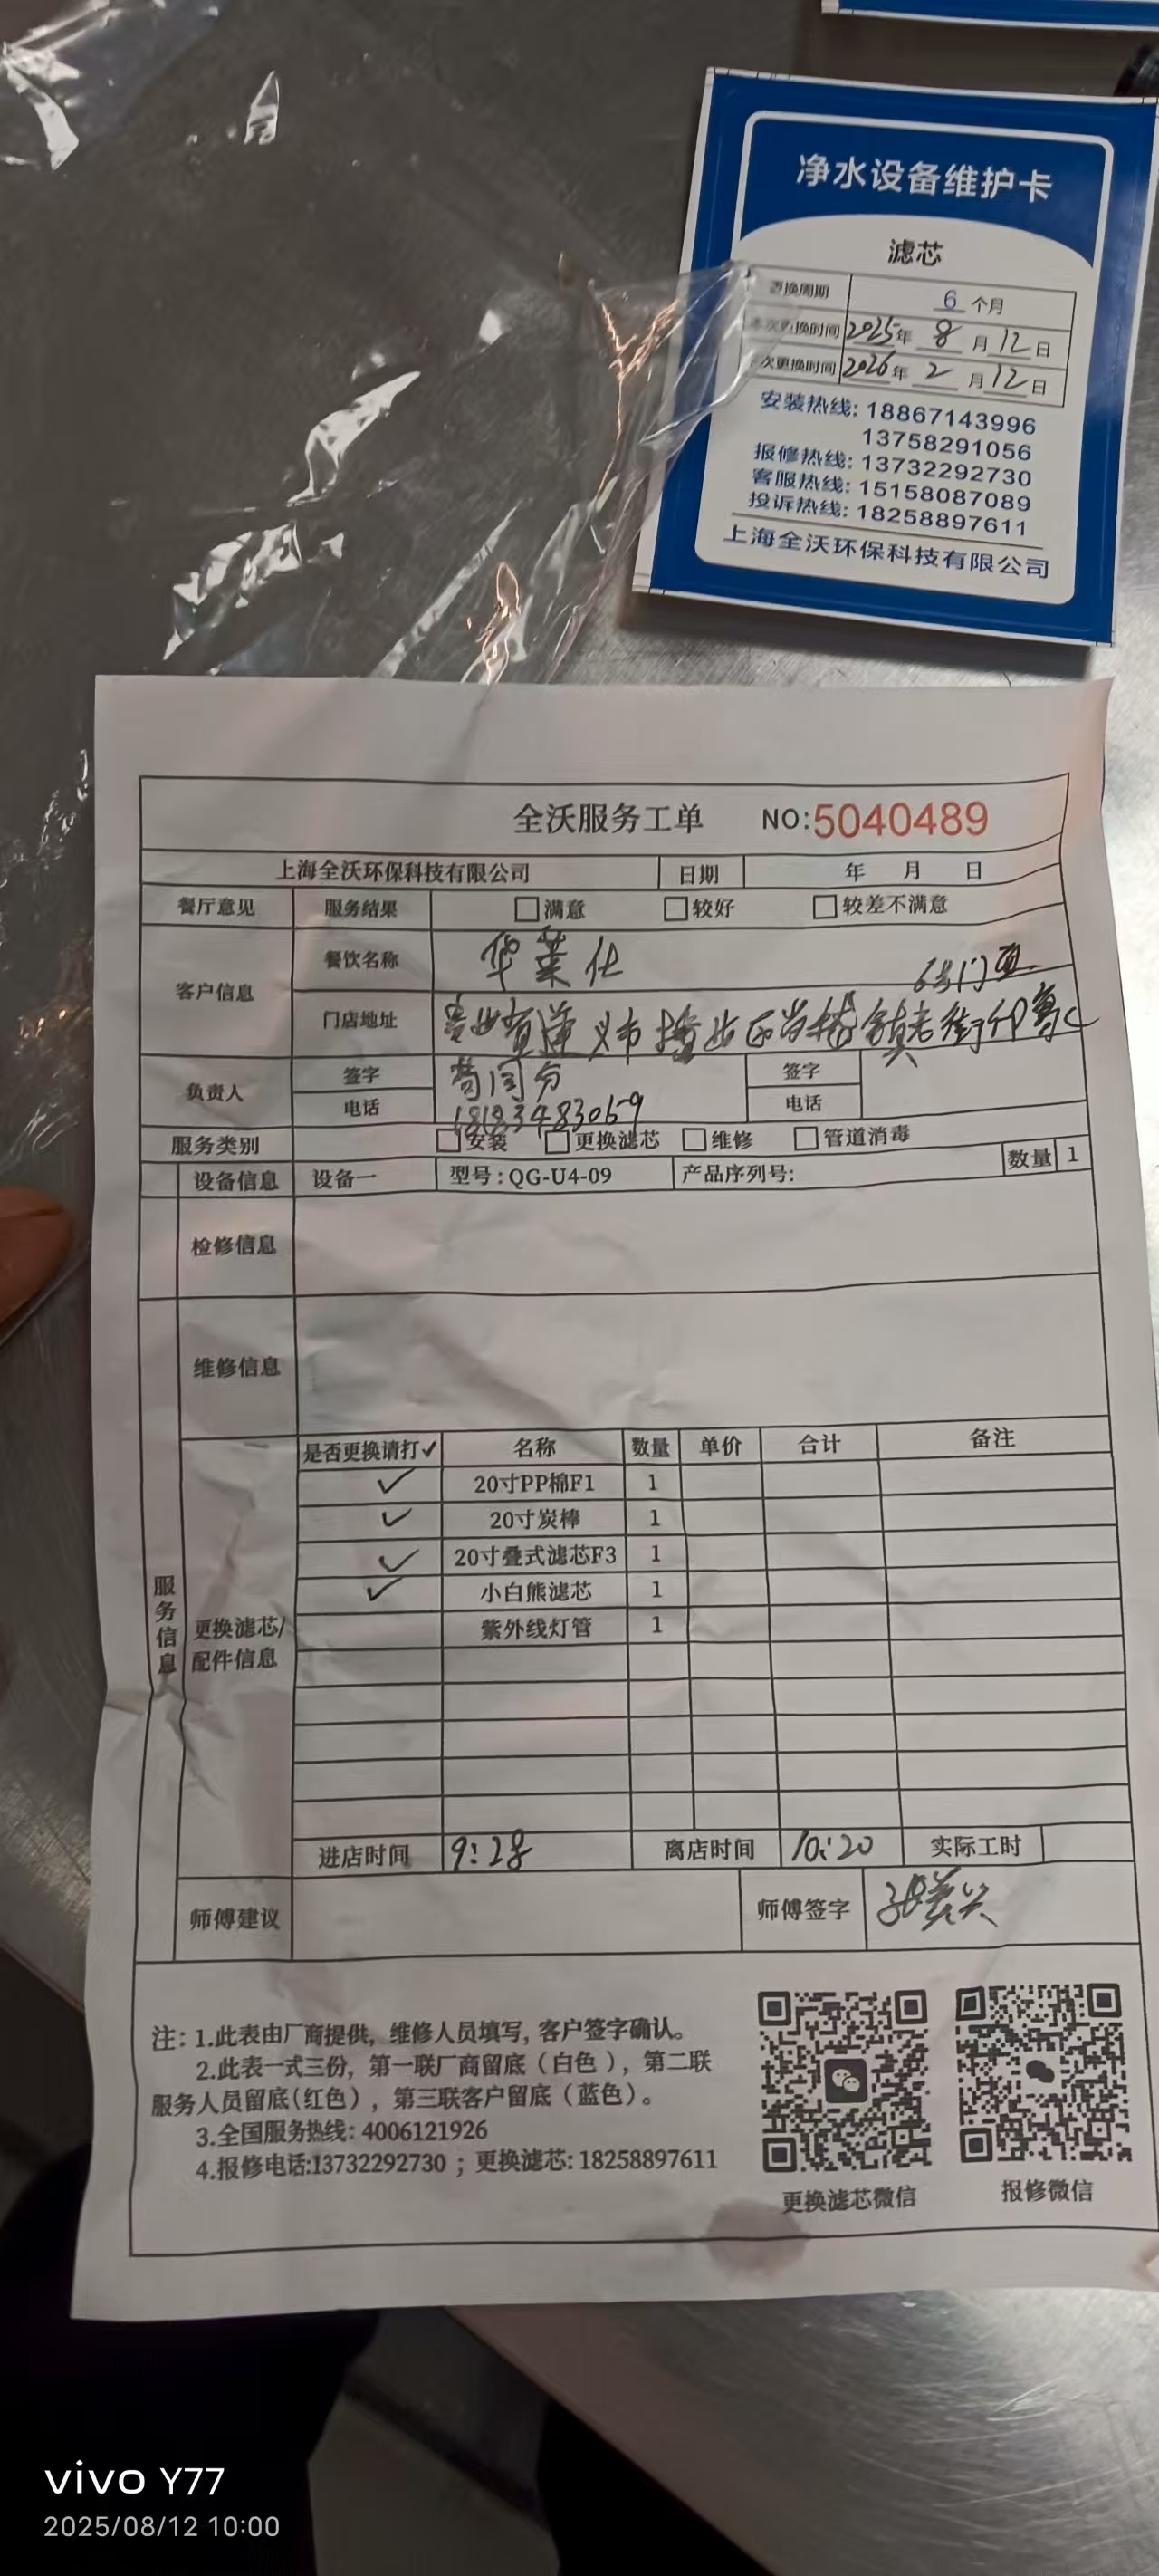 净水设备维护卡
滤芯
更换周期 6 个月
本次更换时间 2025年 8 月 12 日
次更换时间 2026年 2 月 12 日
安装热线: 18867143996
13758291056
报修热线: 13732292730
客服热线: 15158087089
投诉热线: 18258897611
上海全沃环保科技有限公司
全沃服务工单 NO:5040489
上海全沃环保科技有限公司 日期 年 月 日
餐厅意见 服务结果 □满意 □较好 □较差不满意
客户信息 餐饮名称 华莱仕
门店地址 贵州省遵义市播州区 镇老街 6号门面
负责人 签字 签字
电话 18183483059 电话
服务类别 □安装 □更换滤芯 □维修 □管道消毒
设备信息 设备一 型号:QG-U4-09 产品序列号: 数量 1
检修信息
维修信息
服务信息
更换滤芯/配件信息
是否更换请打✓ 名称 数量 单价 合计 备注
✓ 20寸PP棉F1 1
✓ 20寸炭棒 1
✓ 20寸叠式滤芯F3 1
✓ 小白熊滤芯 1
紫外线灯管 1
进店时间 9:28 离店时间 10:20 实际工时
师傅建议 师傅签字
注: 1.此表由厂商提供, 维修人员填写, 客户签字确认。
2.此表一式三份, 第一联厂商留底(白色), 第二联
服务人员留底(红色), 第三联客户留底(蓝色)。
3.全国服务热线: 4006121926
4.报修电话:13732292730 ; 更换滤芯: 18258897611
更换滤芯微信
报修微信
vivo Y77
2025/08/12 10:00